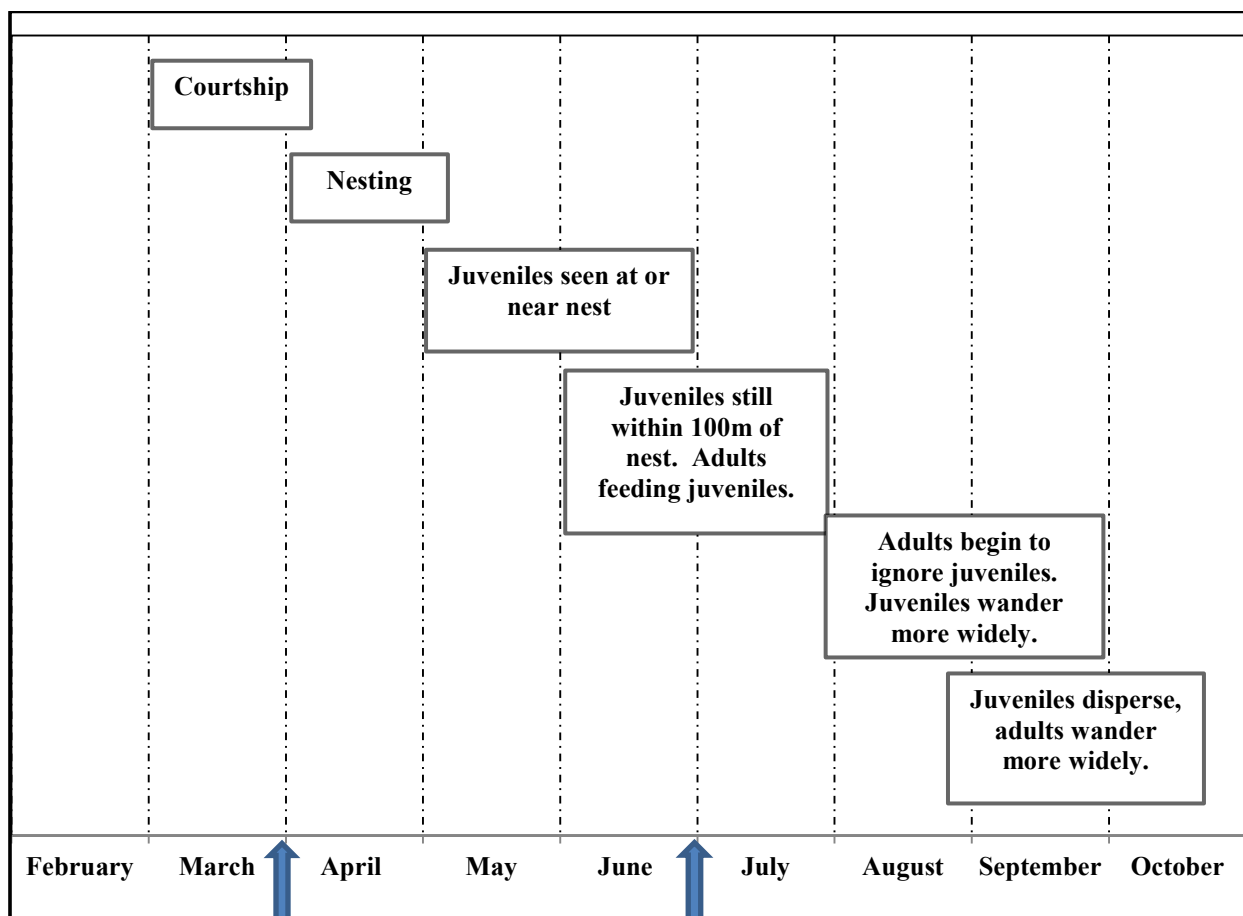 Courtship
Nesting
Juveniles seen at or
near nest
Juveniles still
within 100m of
nest.  Adults
feeding juveniles.
Adults begin to
ignore juveniles.
Juveniles wander
more widely.
Juveniles disperse,
adults wander
more widely.
February March April May June July August September October